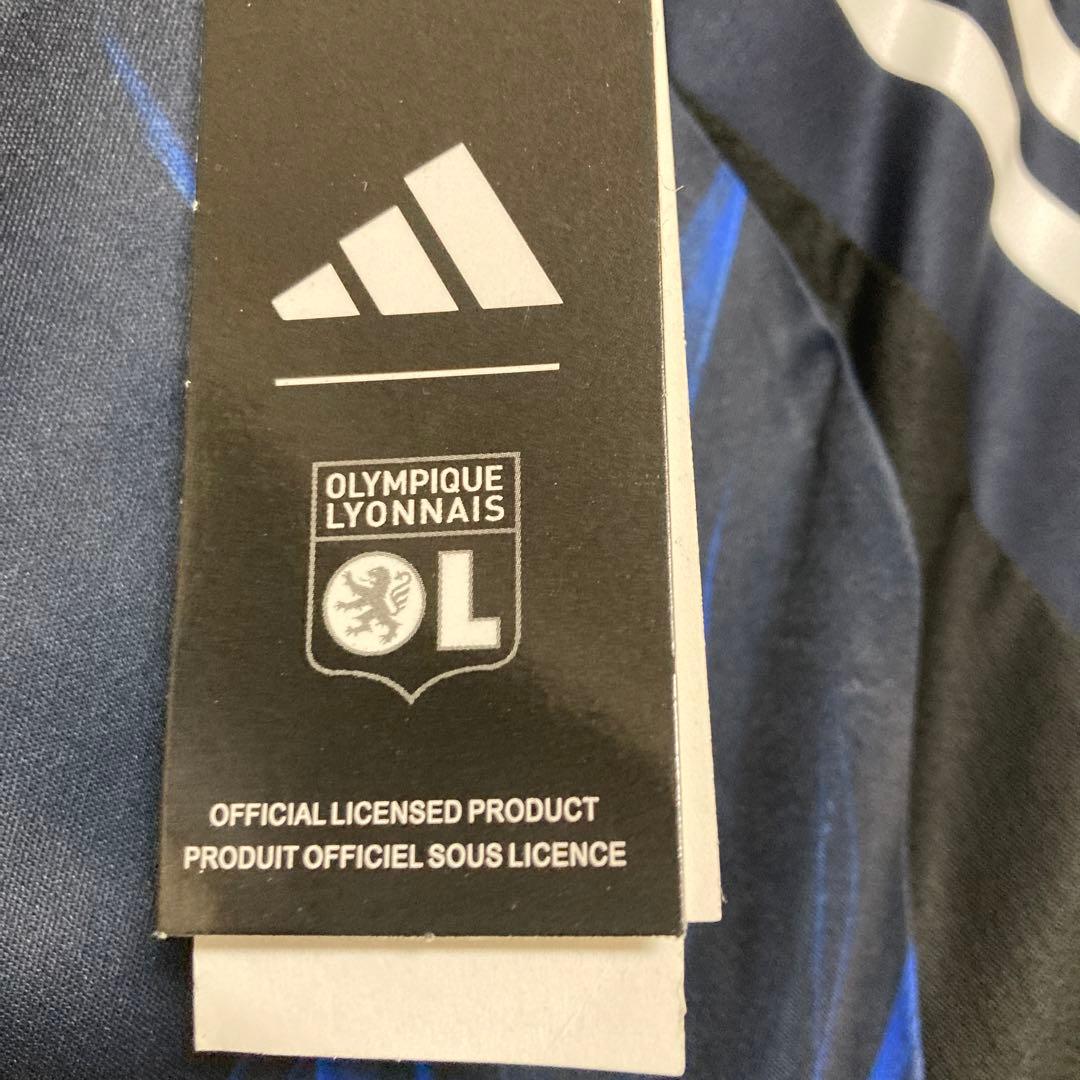 OLYMPIQUE
LYONNAIS
OL
OFFICIAL LICENSED PRODUCT
PRODUIT OFFICIEL SOUS LICENCE